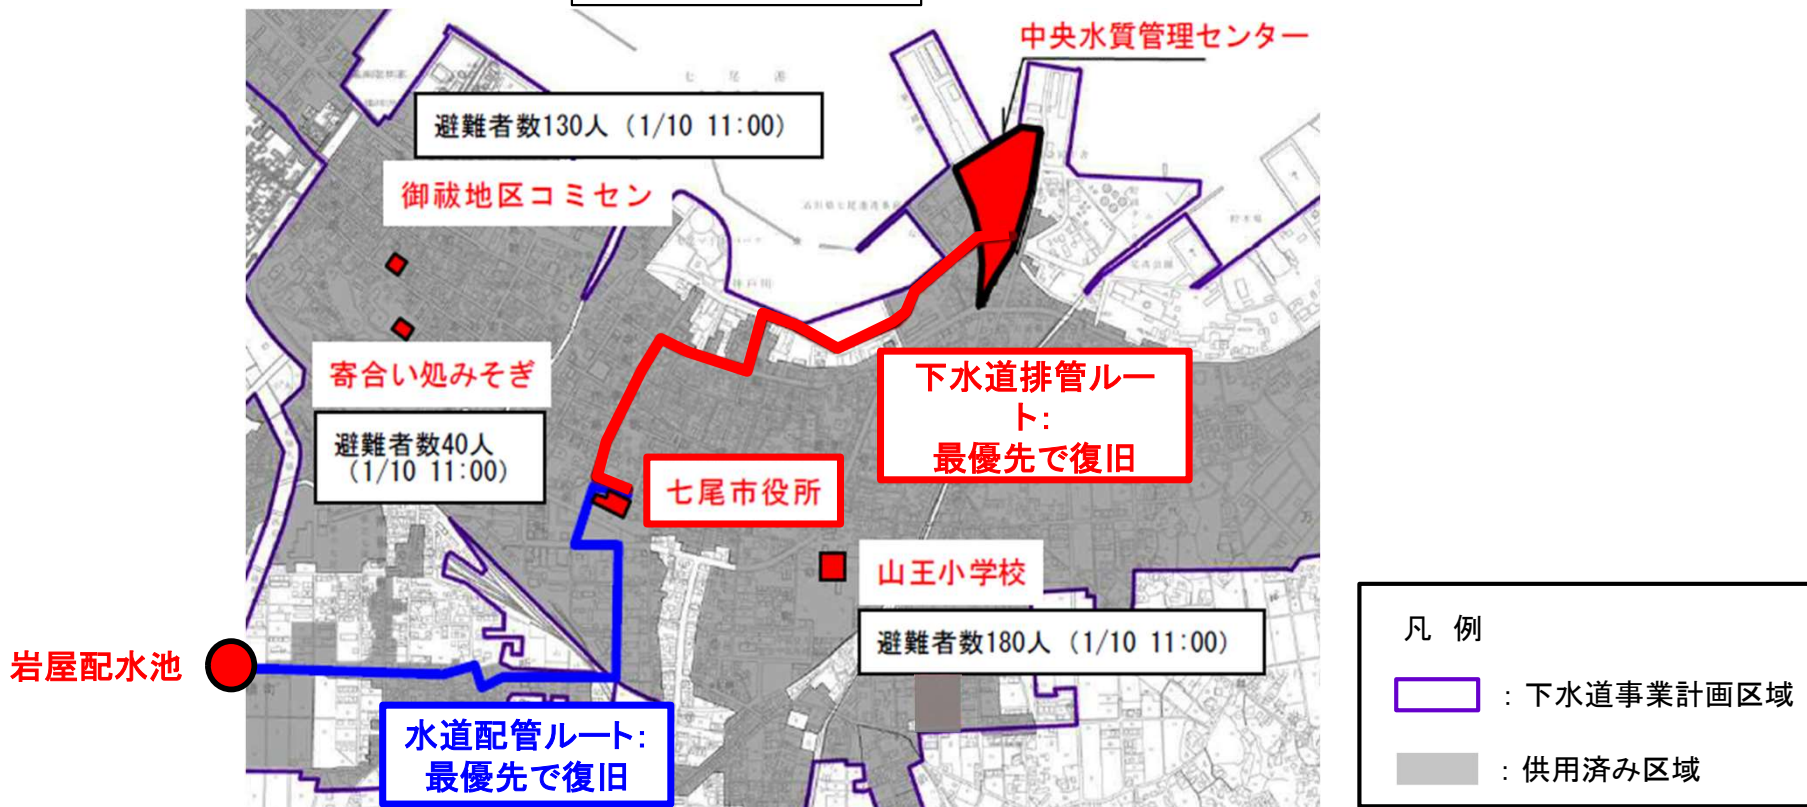 中央水質管理センター
七尾港
避難者数130人（1/10 11:00）
御祓地区コミセン
寄合い処みそぎ
避難者数40人
（1/10 11:00）
下水道排管ルー
ト：
最優先で復旧
七尾市役所
山王小学校
避難者数180人（1/10 11:00）
岩屋配水池
水道配管ルート：
最優先で復旧
凡 例
：下水道事業計画区域
：供用済み区域